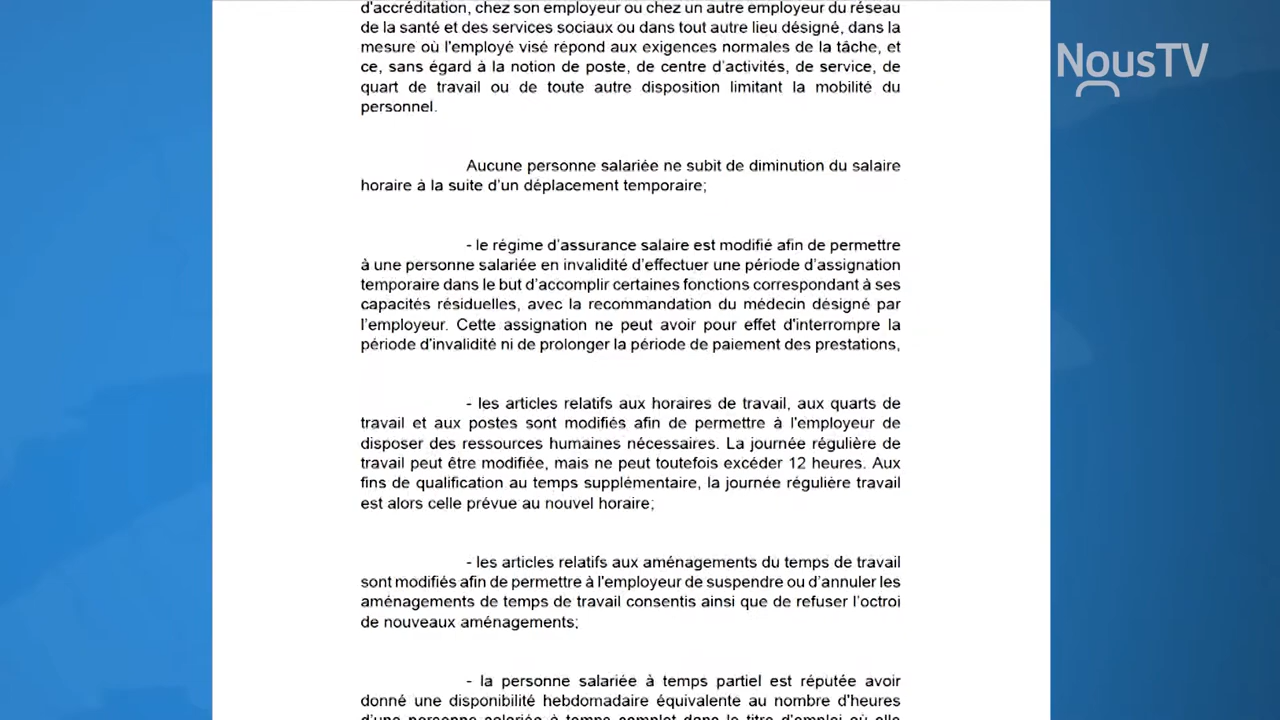 d'accréditation, chez son employeur ou chez un autre employeur du réseau
de la santé et des services sociaux ou dans tout autre lieu désigné, dans la
mesure où l'employé visé répond aux exigences normales de la tâche, et
ce, sans égard à la notion de poste, de centre d'activités, de service, de
quart de travail ou de toute autre disposition limitant la mobilité du
personnel.
Aucune personne salariée ne subit de diminution du salaire
horaire à la suite d'un déplacement temporaire;
- le régime d'assurance salaire est modifié afin de permettre
à une personne salariée en invalidité d'effectuer une période d'assignation
temporaire dans le but d'accomplir certaines fonctions correspondant à ses
capacités résiduelles, avec la recommandation du médecin désigné par
l'employeur. Cette assignation ne peut avoir pour effet d'interrompre la
période d'invalidité ni de prolonger la période de paiement des prestations,
- les articles relatifs aux horaires de travail, aux quarts de
travail et aux postes sont modifiés afin de permettre à l'employeur de
disposer des ressources humaines nécessaires. La journée régulière de
travail peut être modifiée, mais ne peut toutefois excéder 12 heures. Aux
fins de qualification au temps supplémentaire, la journée régulière travail
est alors celle prévue au nouvel horaire;
- les articles relatifs aux aménagements du temps de travail
sont modifiés afin de permettre à l'employeur de suspendre ou d'annuler les
aménagements de temps de travail consentis ainsi que de refuser l'octroi
de nouveaux aménagements;
- la personne salariée à temps partiel est réputée avoir
donné une disponibilité hebdomadaire équivalente au nombre d'heures
d'une personne salariée à temps complet dans le titre d'emploi où elle
NousTV